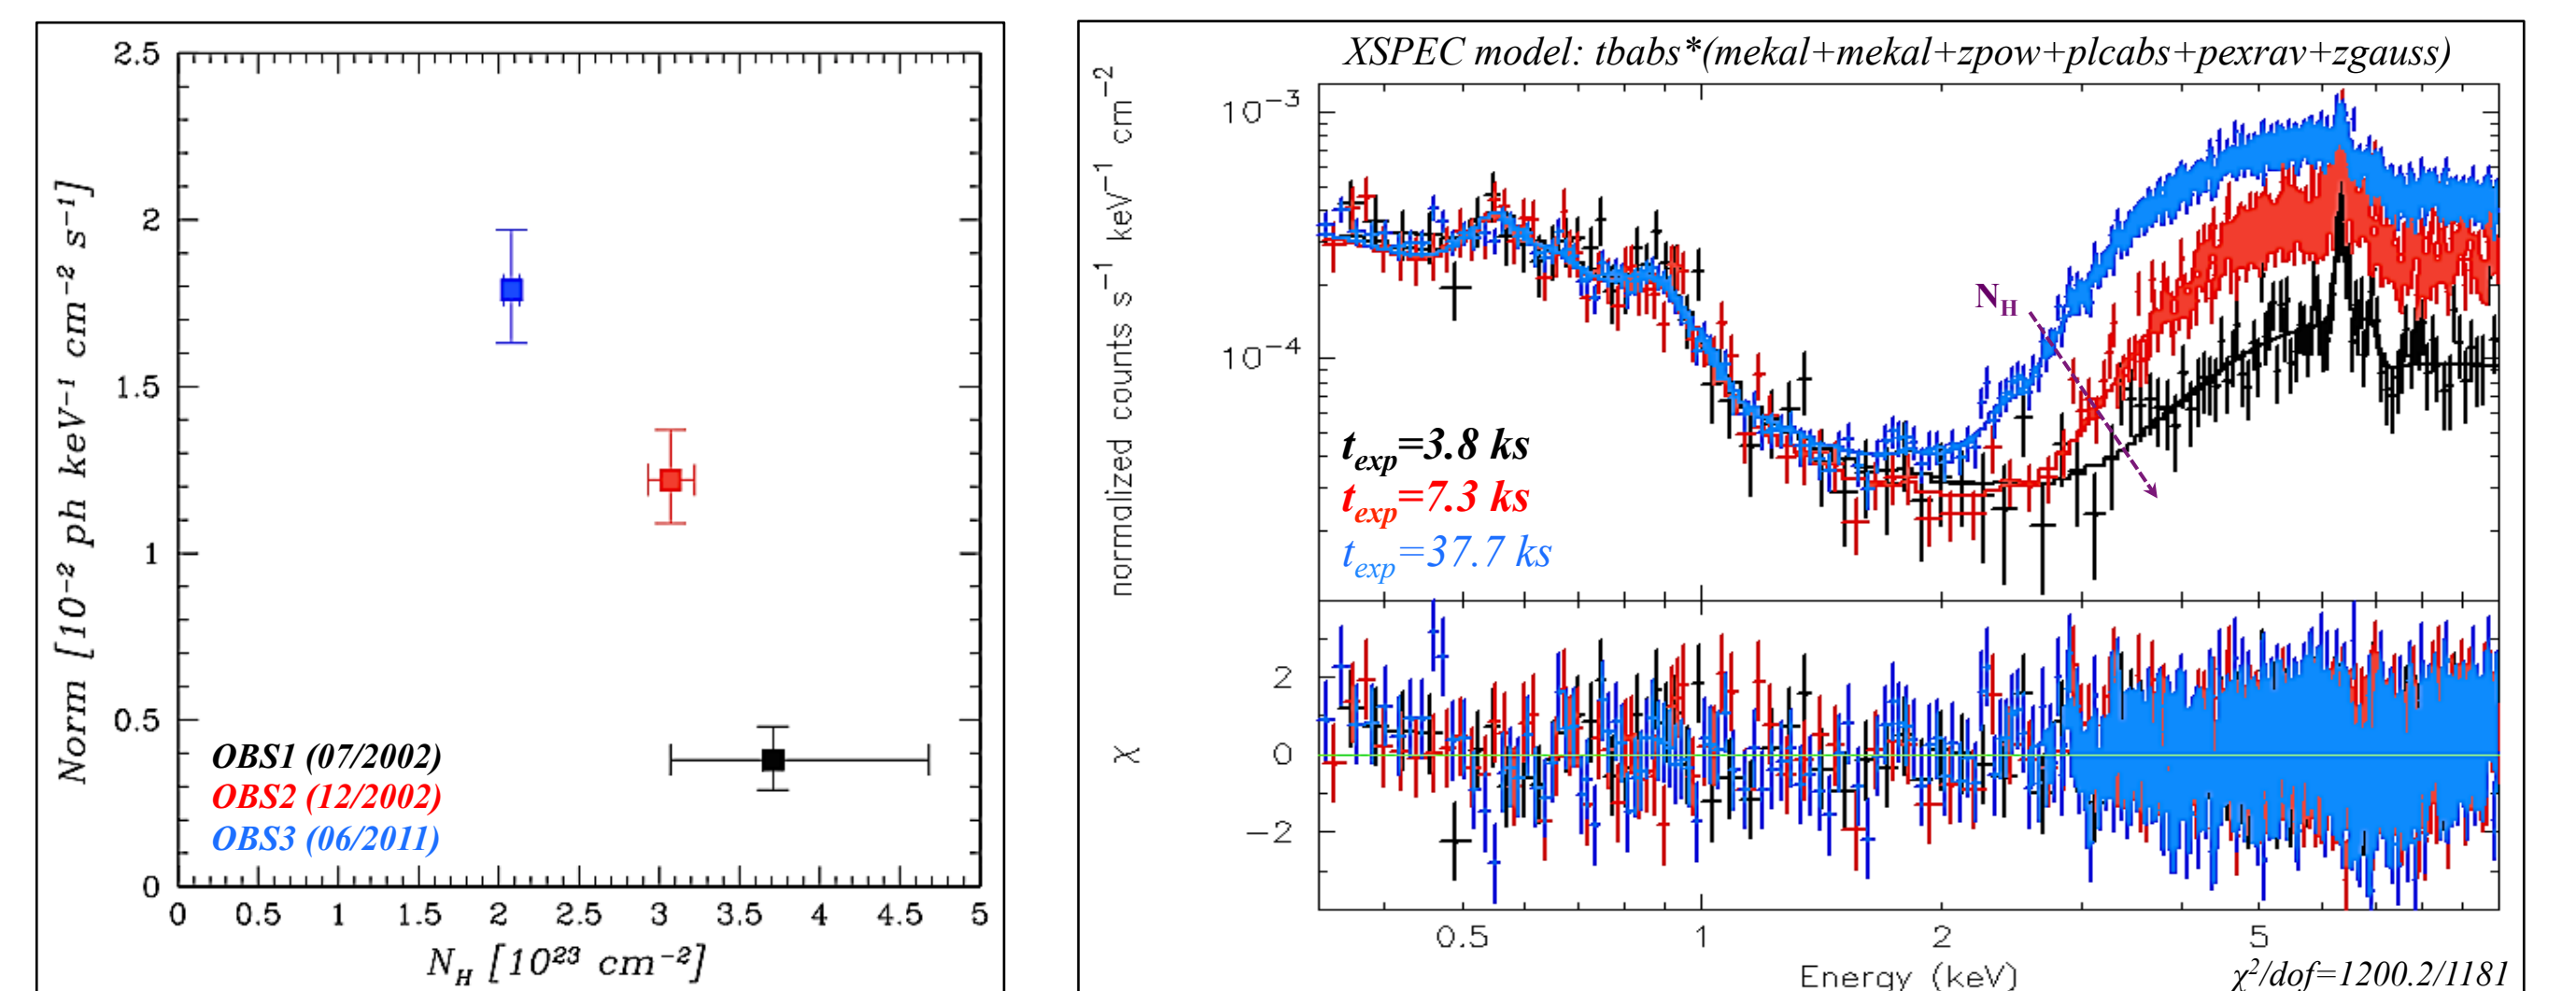 2.5
2
1.5
1
0.5
0
Norm [10⁻² ph keV⁻¹ cm⁻² s⁻¹]
OBS1 (07/2002)
OBS2 (12/2002)
OBS3 (06/2011)
0 0.5 1 1.5 2 2.5 3 3.5 4 4.5 5
N_H [10²³ cm⁻²]
XSPEC model: tbabs*(mekal+mekal+zpow+plcabs+pexrav+zgauss)
normalized counts s⁻¹ keV⁻¹ cm⁻²
10⁻³
10⁻⁴
N_H
t_exp=3.8 ks
t_exp=7.3 ks
t_exp=37.7 ks
χ
2
0
−2
0.5 1 2 5
Energy (keV)
χ²/dof=1200.2/1181